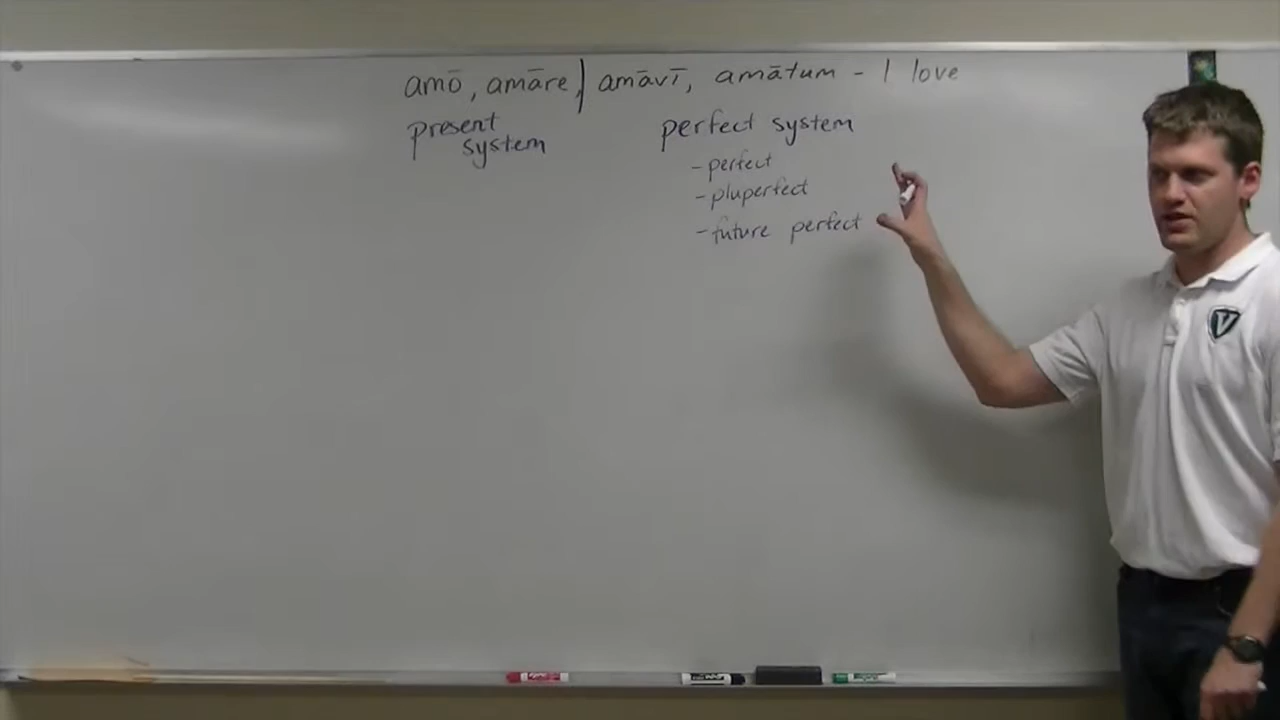 amō, amāre, | amāvī, amātum - I love
present
system
perfect system
- perfect
- pluperfect
- future perfect
V